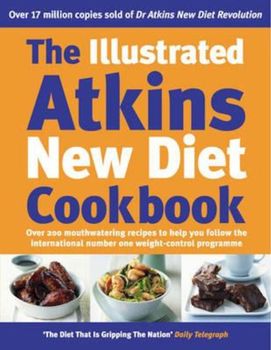 Over 17 million copies sold of Dr Atkins New Diet Revolution
The Illustrated
Atkins
New Diet
Cookbook
Over 200 mouthwatering recipes to help you follow the
international number one weight-control programme
'The Diet That Is Gripping The Nation' Daily Telegraph